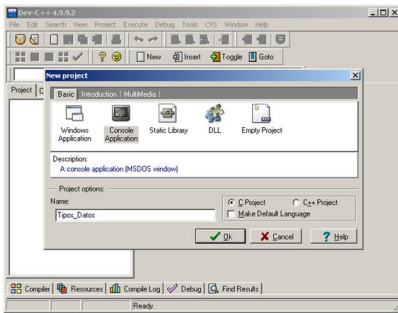 Dev-C++ 4.9.9.2
File Edit Search View Project Execute Debug Tools CVS Window Help
New Insert Toggle Goto
New project
Project
Basic Introduction MultiMedia
Windows Application
Console Application
Static Library
DLL
Empty Project
Description:
A console application (MSDOS window)
Project options:
Name:
Tipos_Datos
C Project C++ Project
Make Default Language
Ok Cancel Help
Compiler Resources Compile Log Debug Find Results
Ready.